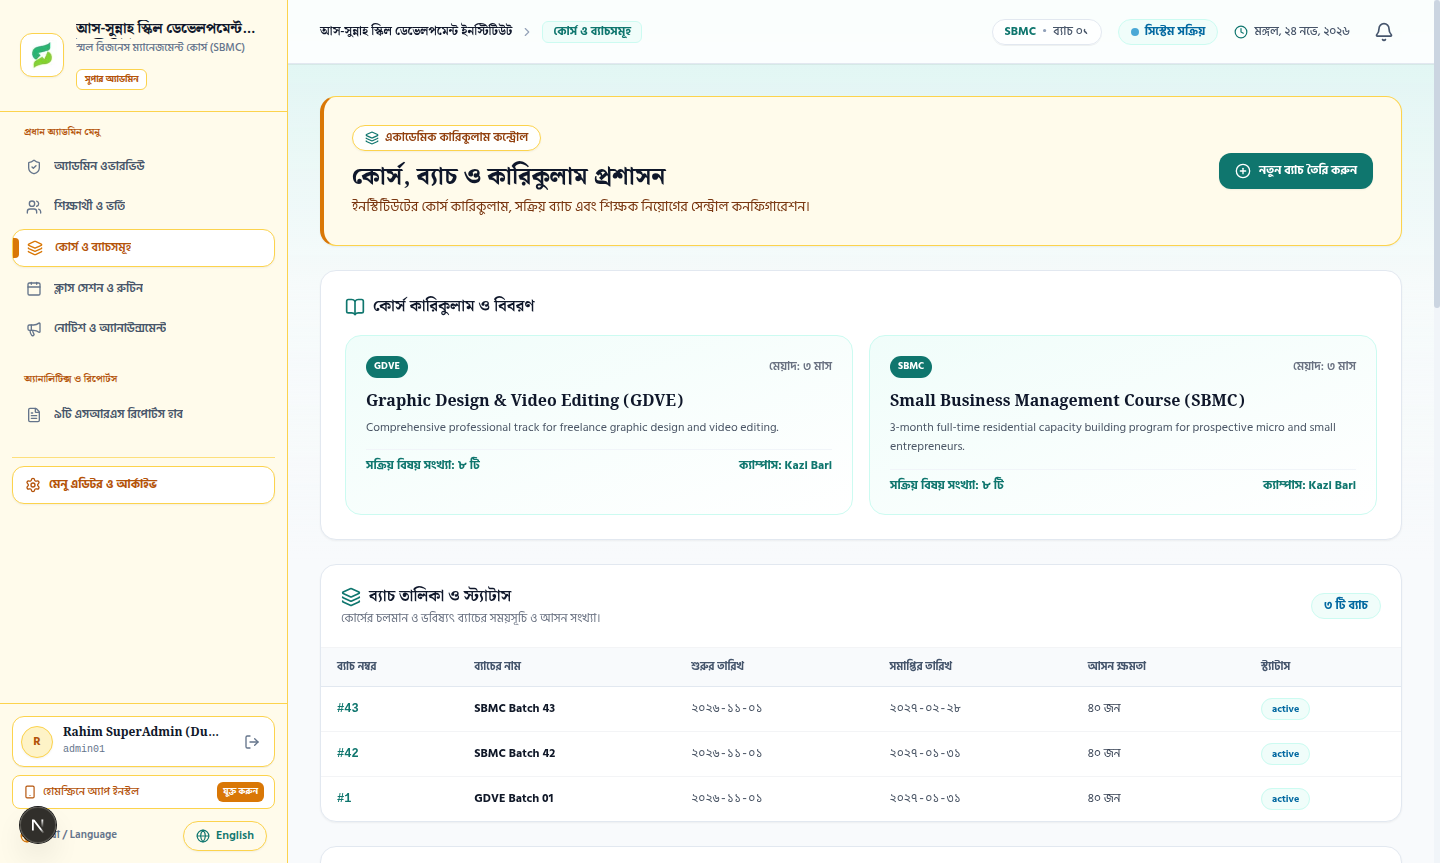 আস-সুন্নাহ স্কিল ডেভেলপমেন্ট...
স্মল বিজনেস ম্যানেজমেন্ট কোর্স (SBMC)
সুপার অ্যাডমিন
প্রধান অ্যাডমিন মেনু
অ্যাডমিন ওভারভিউ
শিক্ষার্থী ও ভর্তি
কোর্স ও ব্যাচসমূহ
ক্লাস সেশন ও রুটিন
নোটিশ ও অ্যানাউন্সমেন্ট
অ্যানালিটিক্স ও রিপোর্টস
৯টি এসআরএস রিপোর্টস হাব
মেনু এডিটর ও আর্কাইভ
R
Rahim SuperAdmin (Du...
admin01
হোমস্ক্রিনে অ্যাপ ইনস্টল
যুক্ত করুন
N
/ Language
English
আস-সুন্নাহ স্কিল ডেভেলপমেন্ট ইনস্টিটিউট
কোর্স ও ব্যাচসমূহ
SBMC • ব্যাচ ০১
সিস্টেম সক্রিয়
মঙ্গল, ২৪ নভে, ২০২৬
একাডেমিক কারিকুলাম কন্ট্রোল
কোর্স, ব্যাচ ও কারিকুলাম প্রশাসন
ইনস্টিটিউটের কোর্স কারিকুলাম, সক্রিয় ব্যাচ এবং শিক্ষক নিয়োগের সেন্ট্রাল কনফিগারেশন।
নতুন ব্যাচ তৈরি করুন
কোর্স কারিকুলাম ও বিবরণ
GDVE মেয়াদ: ৩ মাস
Graphic Design & Video Editing (GDVE)
Comprehensive professional track for freelance graphic design and video editing.
সক্রিয় বিষয় সংখ্যা: ৮ টি ক্যাম্পাস: Kazi Bari
SBMC মেয়াদ: ৩ মাস
Small Business Management Course (SBMC)
3-month full-time residential capacity building program for prospective micro and small
entrepreneurs.
সক্রিয় বিষয় সংখ্যা: ৮ টি ক্যাম্পাস: Kazi Bari
ব্যাচ তালিকা ও স্ট্যাটাস
কোর্সের চলমান ও ভবিষ্যৎ ব্যাচের সময়সূচি ও আসন সংখ্যা।
৩ টি ব্যাচ
ব্যাচ নম্বর ব্যাচের নাম শুরুর তারিখ সমাপ্তির তারিখ আসন ক্ষমতা স্ট্যাটাস
#43 SBMC Batch 43 ২০২৬-১১-০১ ২০২৭-০২-২৮ ৪০ জন active
#42 SBMC Batch 42 ২০২৬-১১-০১ ২০২৭-০১-৩১ ৪০ জন active
#1 GDVE Batch 01 ২০২৬-১১-০১ ২০২৭-০১-৩১ ৪০ জন active